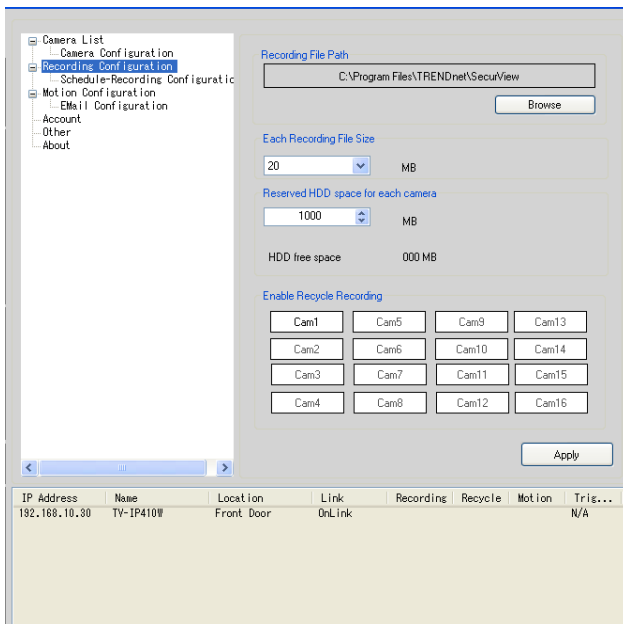 Camera List
Camera Configuration
Recording Configuration
Schedule-Recording Configuratic
Motion Configuration
EMail Configuration
Account
Other
About
Recording File Path
C:\Program Files\TRENDnet\SecurView
Browse
Each Recording File Size
20 MB
Reserved HDD space for each camera
1000 MB
HDD free space 000 MB
Enable Recycle Recording
Cam1 Cam5 Cam9 Cam13
Cam2 Cam6 Cam10 Cam14
Cam3 Cam7 Cam11 Cam15
Cam4 Cam8 Cam12 Cam16
Apply
IP Address Name Location Link Recording Recycle Motion Trig...
192.168.10.30 TV-IP410W Front Door OnLink N/A